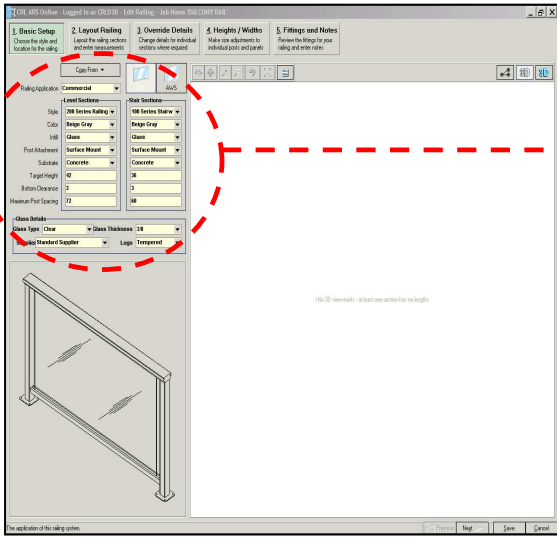 CRL ARS Online - Logged in as CRLD30 - Edit Railing - Job Name 'BALCOMY RAIL'
1. Basic Setup
Choose the style and
location for the railing
2. Layout Railing
Layout the railing sections
and enter measurements
3. Override Details
Change details for individual
sections where required
4. Heights / Widths
Make size adjustments to
individual posts and panels
5. Fittings and Notes
Review the fittings for your
railing and enter notes
Copy From
AWS
3D
3D
Railing Application Commercial
Level Sections
Stair Sections
Style 200 Series Railing 100 Series Stairw
Color Beige Gray Beige Gray
Infill Glass Glass
Post Attachment Surface Mount Surface Mount
Substrate Concrete Concrete
Target Height 42 36
Bottom Clearance 3 3
Maximum Post Spacing 72 60
Glass Details
Glass Type Clear Glass Thickness 3/8
Supplier Standard Supplier Logo Tempered
<No 3D view exists - at least one section has no length>
The application of this railing system.
Previous Next Save Cancel